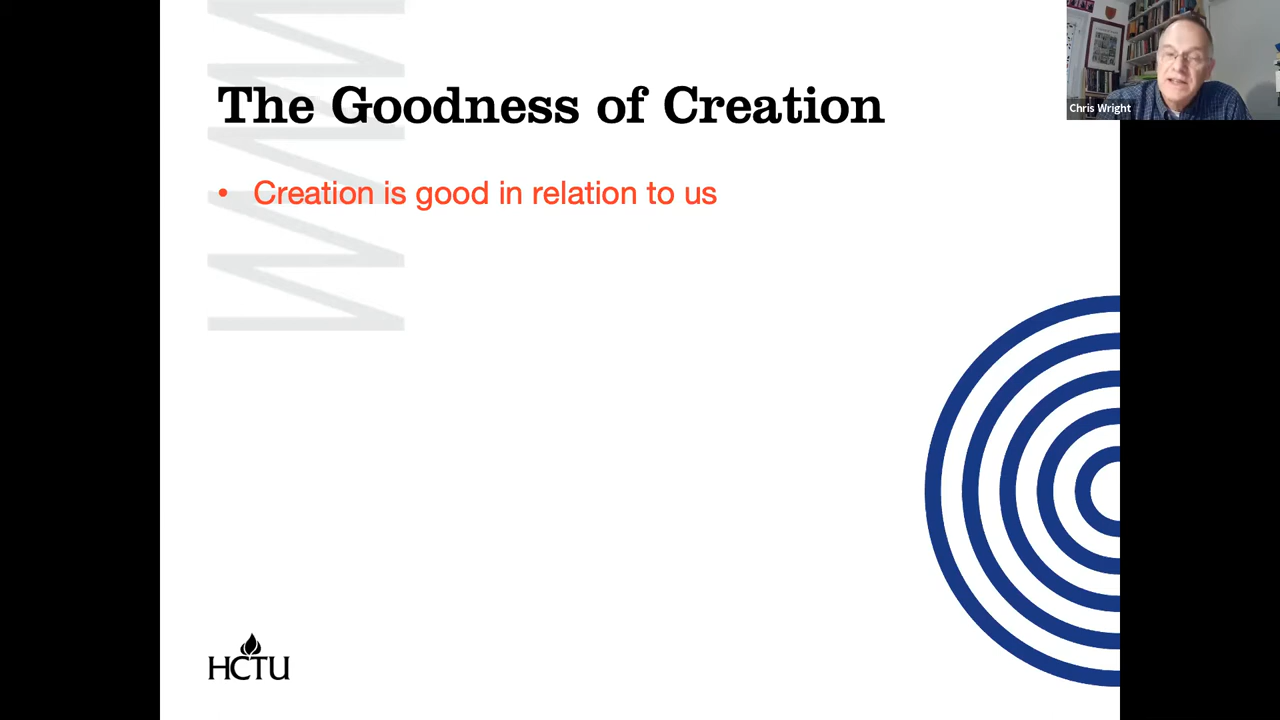 The Goodness of Creation
• Creation is good in relation to us
Chris Wright
HCTU